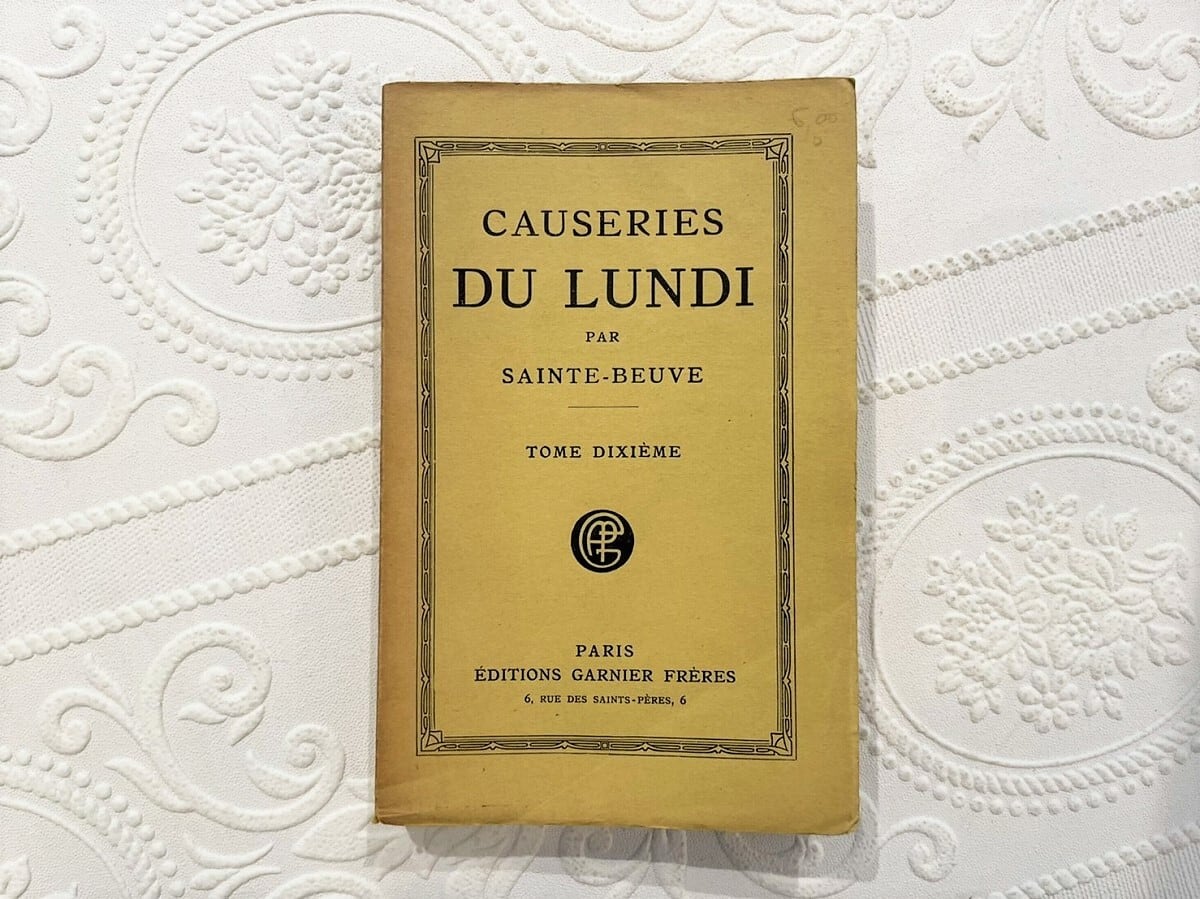 CAUSERIES
DU LUNDI
PAR
SAINTE-BEUVE
TOME DIXIÈME
PARIS
ÉDITIONS GARNIER FRÈRES
6, RUE DES SAINTS-PÈRES, 6